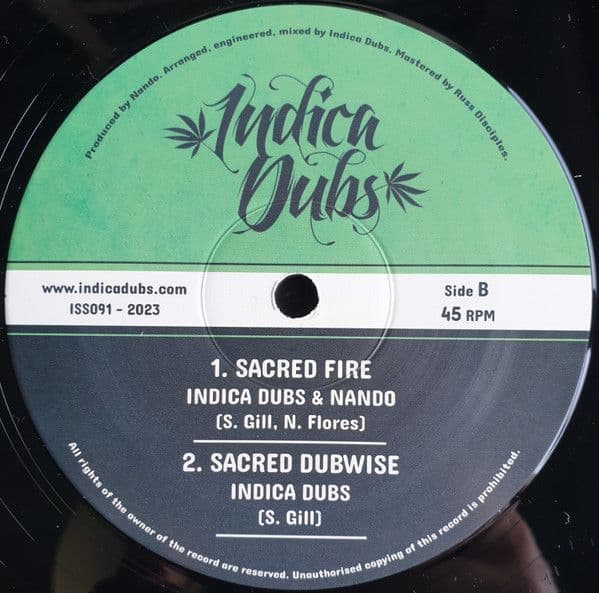 Produced by Nando. Arranged, engineered, mixed by Indica Dubs. Mastered by Russ Disciples.
Indica
Dubs
www.indicadubs.com
ISS091 - 2023
Side B
45 RPM
1. SACRED FIRE
INDICA DUBS & NANDO
(S. Gill, N. Flores)
2. SACRED DUBWISE
INDICA DUBS
(S. Gill)
All rights of the owner of the record are reserved. Unauthorised copying of this record is prohibited.